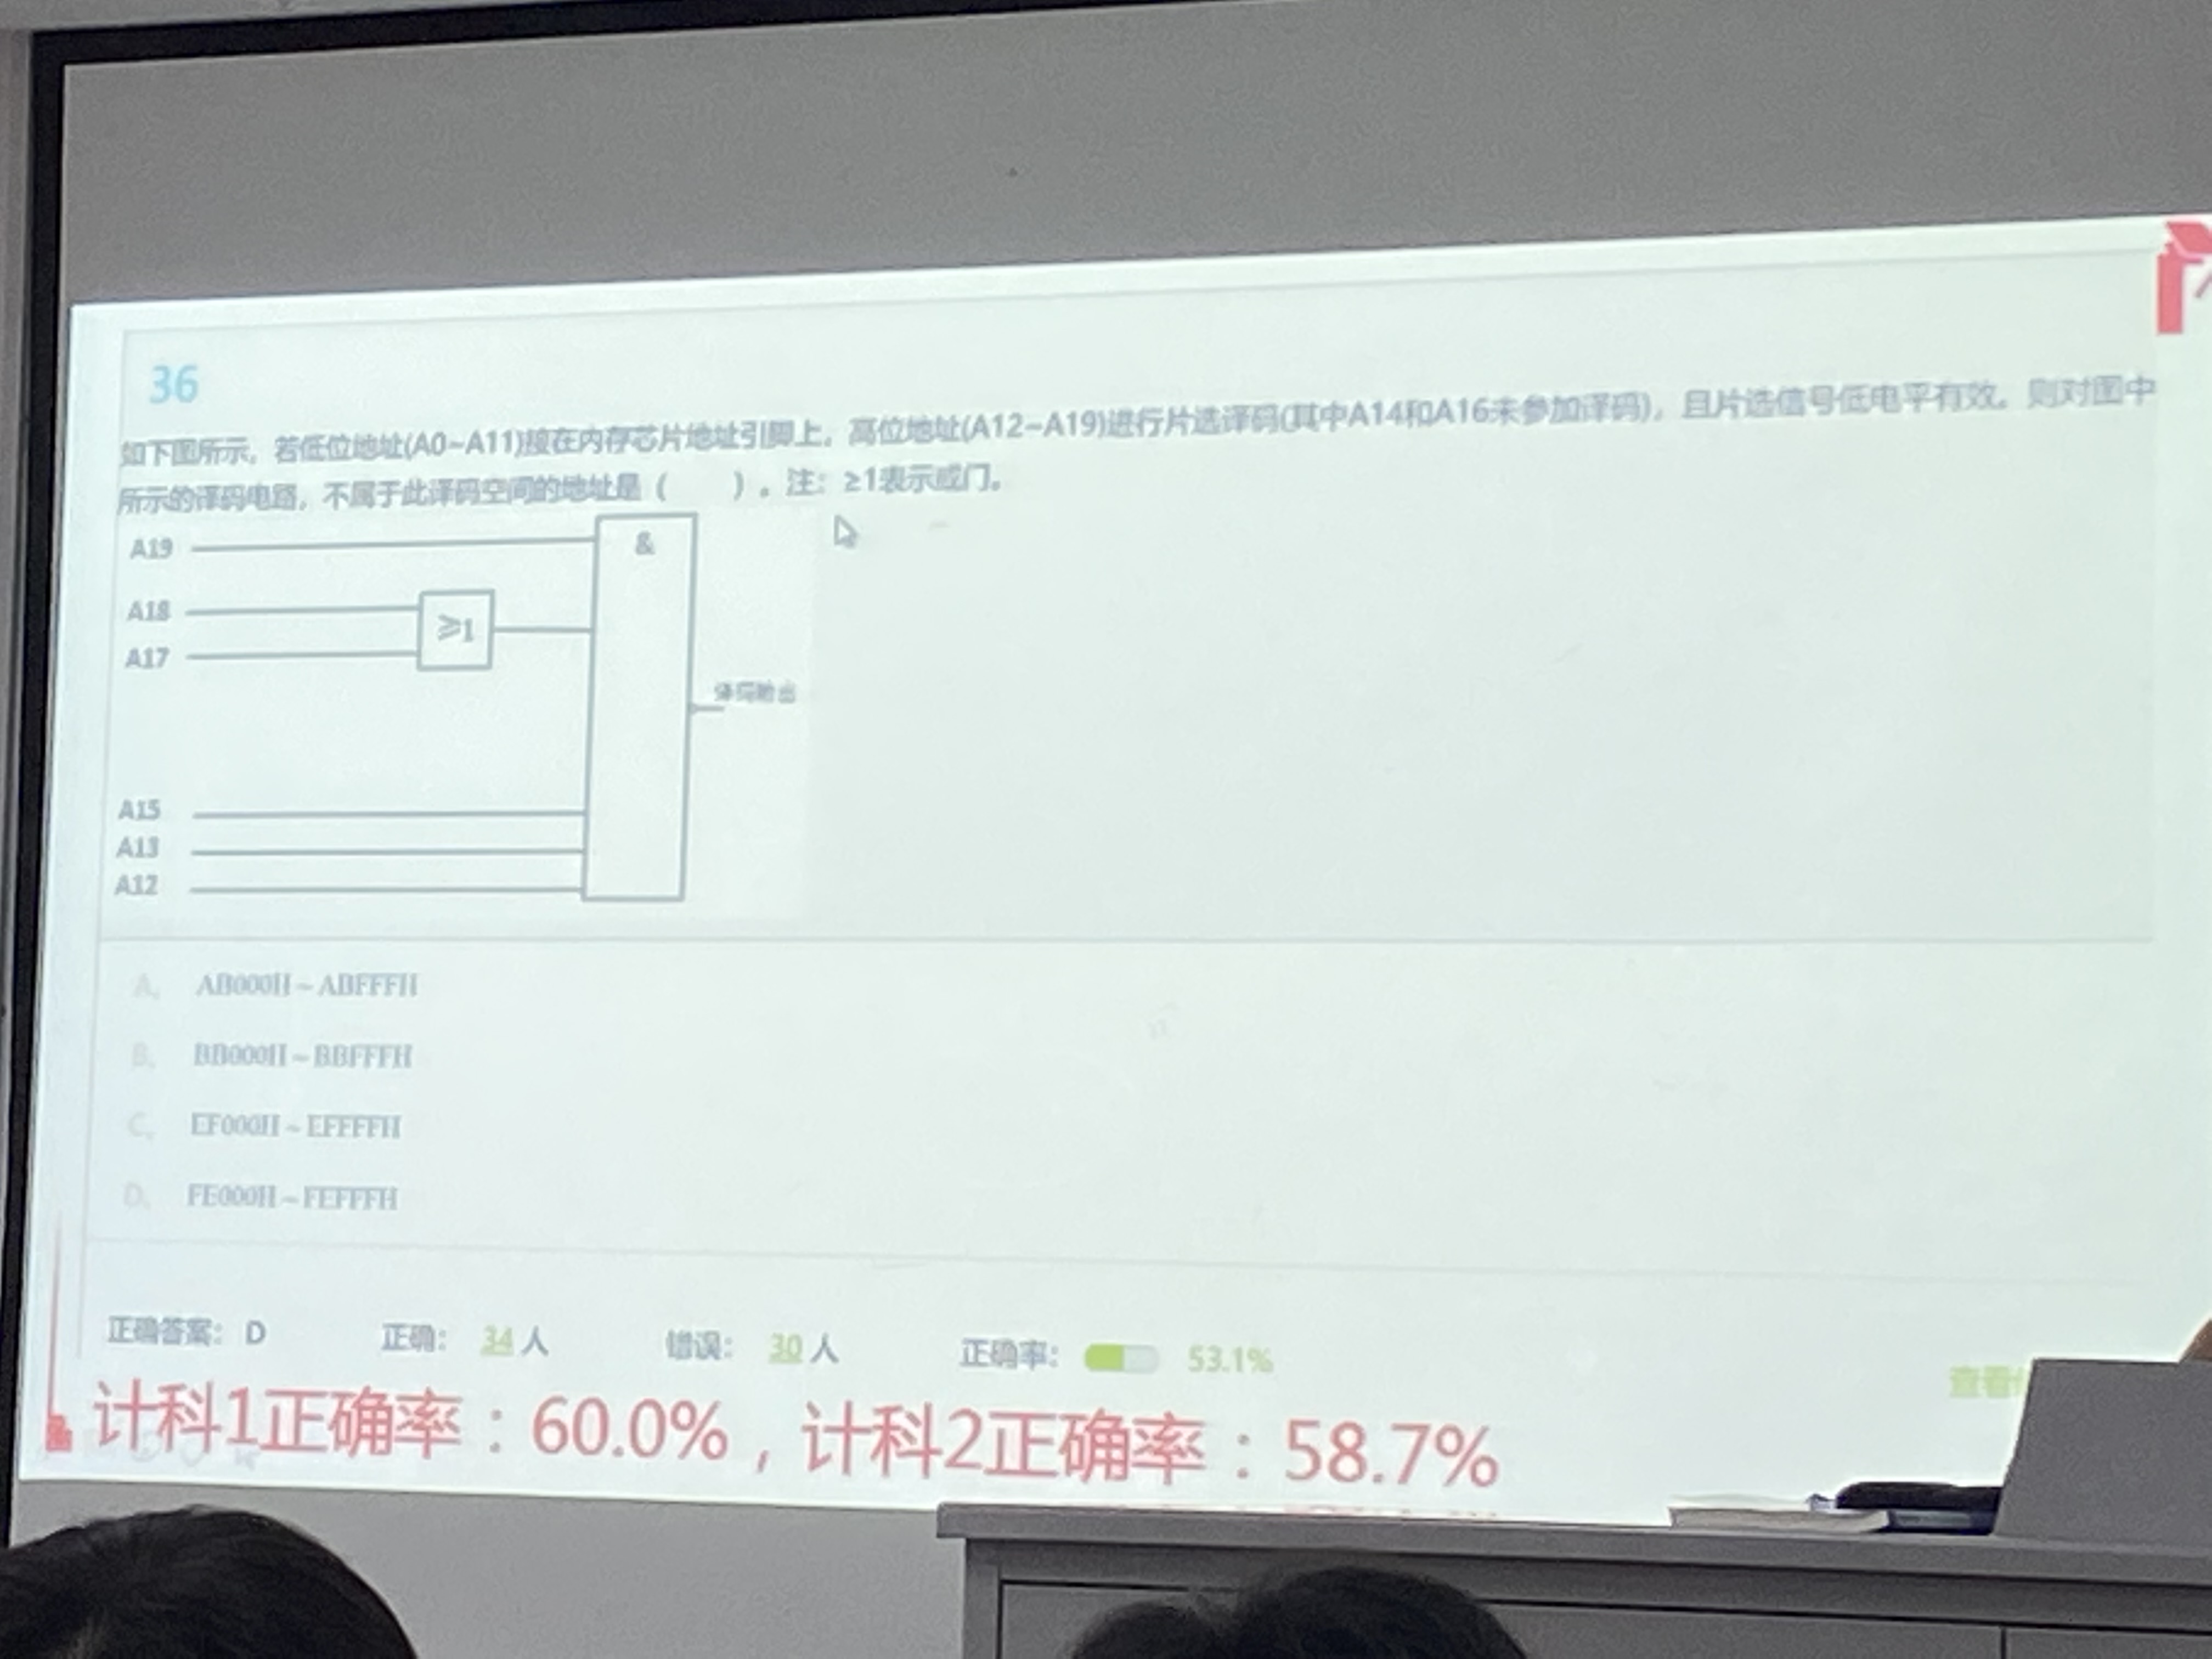 36
如下图所示，若低位地址(A0~A11)接在内存芯片地址引脚上，高位地址(A12~A19)进行片选译码(其中A14和A16未参加译码)，且片选信号低电平有效。则对图中
所示的译码电路，不属于此译码空间的地址是（ ）。注：≥1表示或门。
A19
&
A18
≥1
A17
译码输出
A15
A13
A12
A. AB000H~ABFFFH
B. BB000H~BBFFFH
C. EF000H~EFFFFH
D. FE000H~FEFFFH
正确答案：D 正确：34人 错误：30人 正确率：53.1%
查看
计科1正确率：60.0%，计科2正确率：58.7%